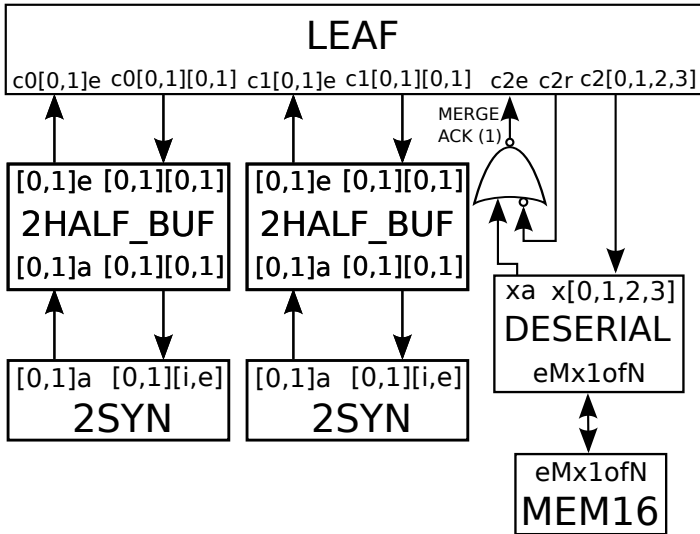 LEAF
c0[0,1]e c0[0,1][0,1] c1[0,1]e c1[0,1][0,1] c2e c2r c2[0,1,2,3]
MERGE
ACK (1)
[0,1]e [0,1][0,1]
2HALF_BUF
[0,1]a [0,1][0,1]
[0,1]e [0,1][0,1]
2HALF_BUF
[0,1]a [0,1][0,1]
xa x[0,1,2,3]
DESERIAL
eMx1ofN
[0,1]a [0,1][i,e]
2SYN
[0,1]a [0,1][i,e]
2SYN
eMx1ofN
MEM16